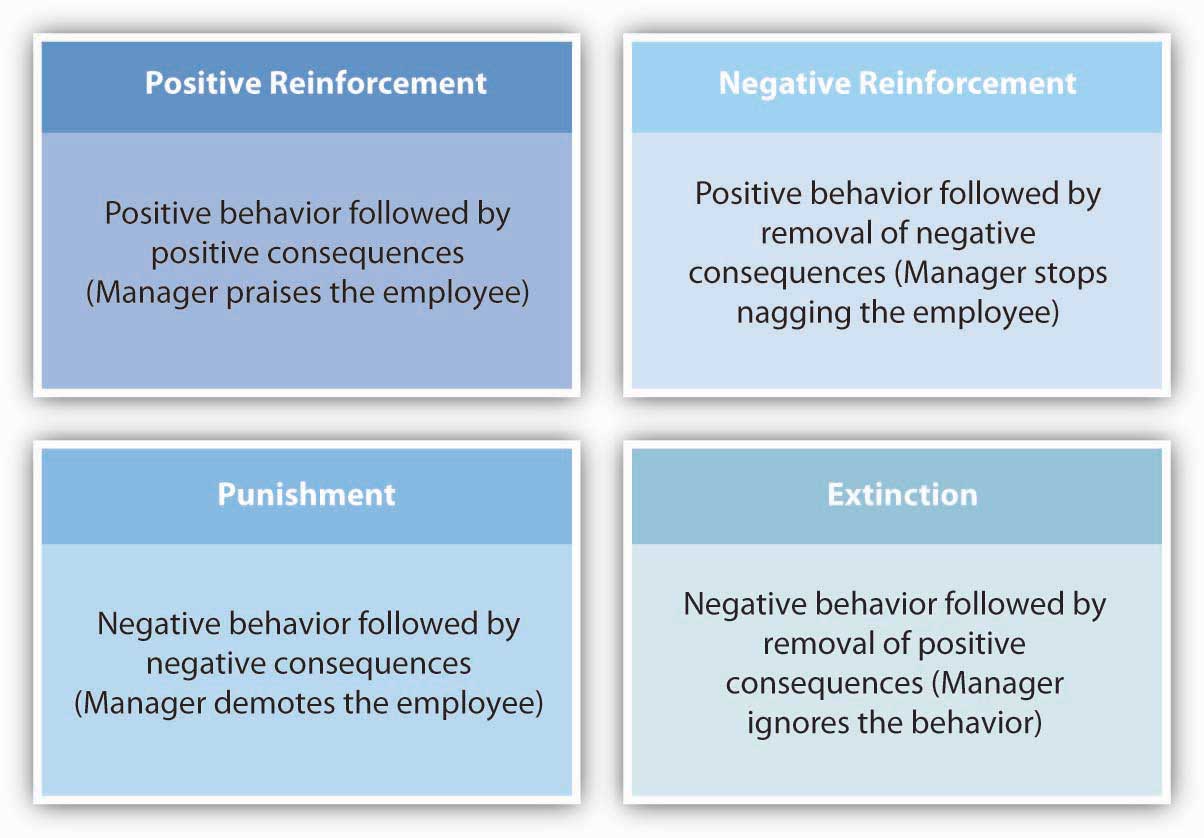 Positive Reinforcement
Positive behavior followed by
positive consequences
(Manager praises the employee)
Negative Reinforcement
Positive behavior followed by
removal of negative
consequences (Manager stops
nagging the employee)
Punishment
Negative behavior followed by
negative consequences
(Manager demotes the employee)
Extinction
Negative behavior followed by
removal of positive
consequences (Manager
ignores the behavior)